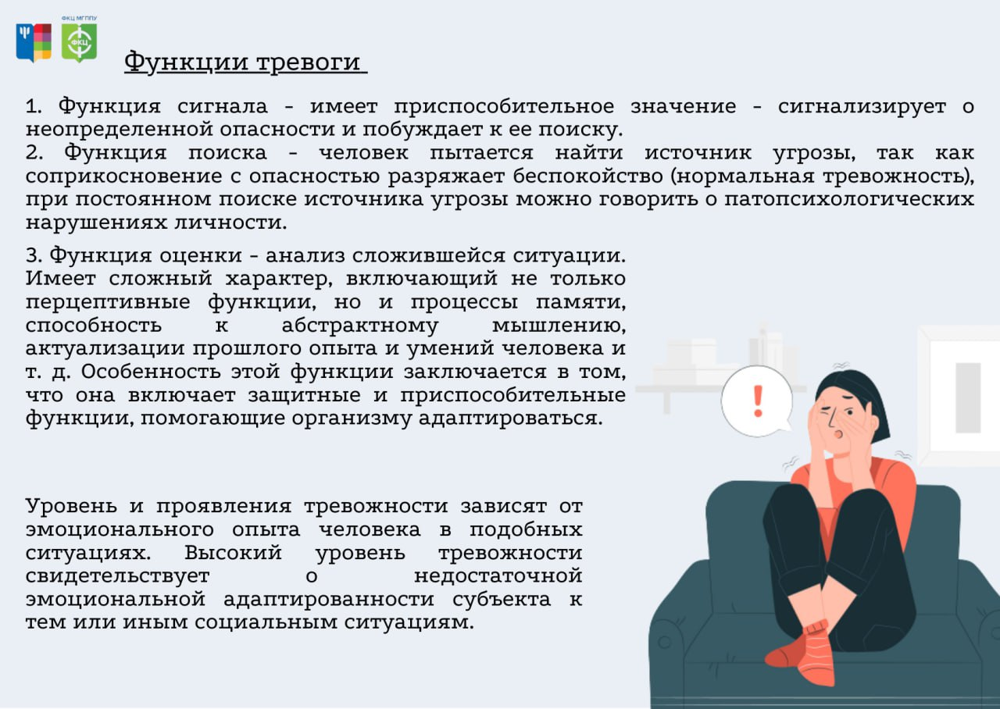 ФКЦ МГППУ
ФКЦ
Функции тревоги
1. Функция сигнала - имеет приспособительное значение - сигнализирует о
неопределенной опасности и побуждает к ее поиску.
2. Функция поиска - человек пытается найти источник угрозы, так как
соприкосновение с опасностью разряжает беспокойство (нормальная тревожность),
при постоянном поиске источника угрозы можно говорить о патопсихологических
нарушениях личности.
3. Функция оценки - анализ сложившейся ситуации.
Имеет сложный характер, включающий не только
перцептивные функции, но и процессы памяти,
способность к абстрактному мышлению,
актуализации прошлого опыта и умений человека и
т. д. Особенность этой функции заключается в том,
что она включает защитные и приспособительные
функции, помогающие организму адаптироваться.
!
Уровень и проявления тревожности зависят от
эмоционального опыта человека в подобных
ситуациях. Высокий уровень тревожности
свидетельствует о недостаточной
эмоциональной адаптированности субъекта к
тем или иным социальным ситуациям.